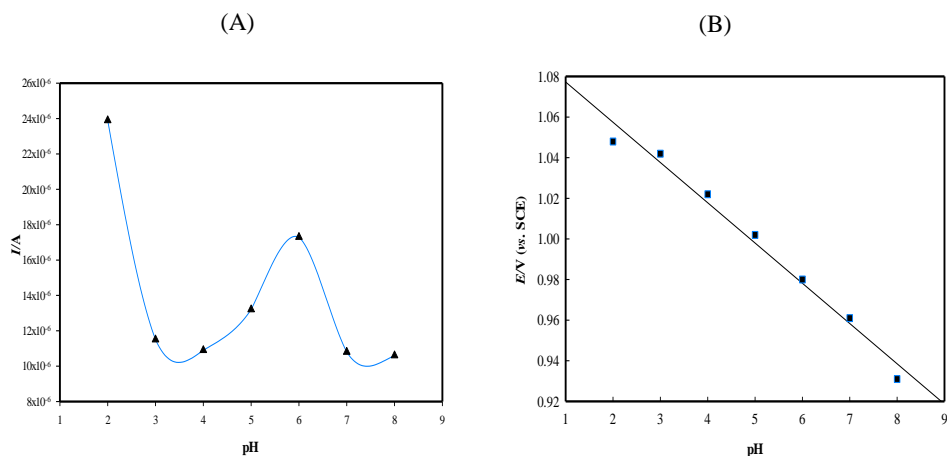 (A)
(B)
26x10⁻⁶
24x10⁻⁶
22x10⁻⁶
20x10⁻⁶
18x10⁻⁶
16x10⁻⁶
14x10⁻⁶
12x10⁻⁶
10x10⁻⁶
8x10⁻⁶
I/A
1 2 3 4 5 6 7 8 9
pH
1.08
1.06
1.04
1.02
1.00
0.98
0.96
0.94
0.92
E/V (vs. SCE)
1 2 3 4 5 6 7 8 9
pH